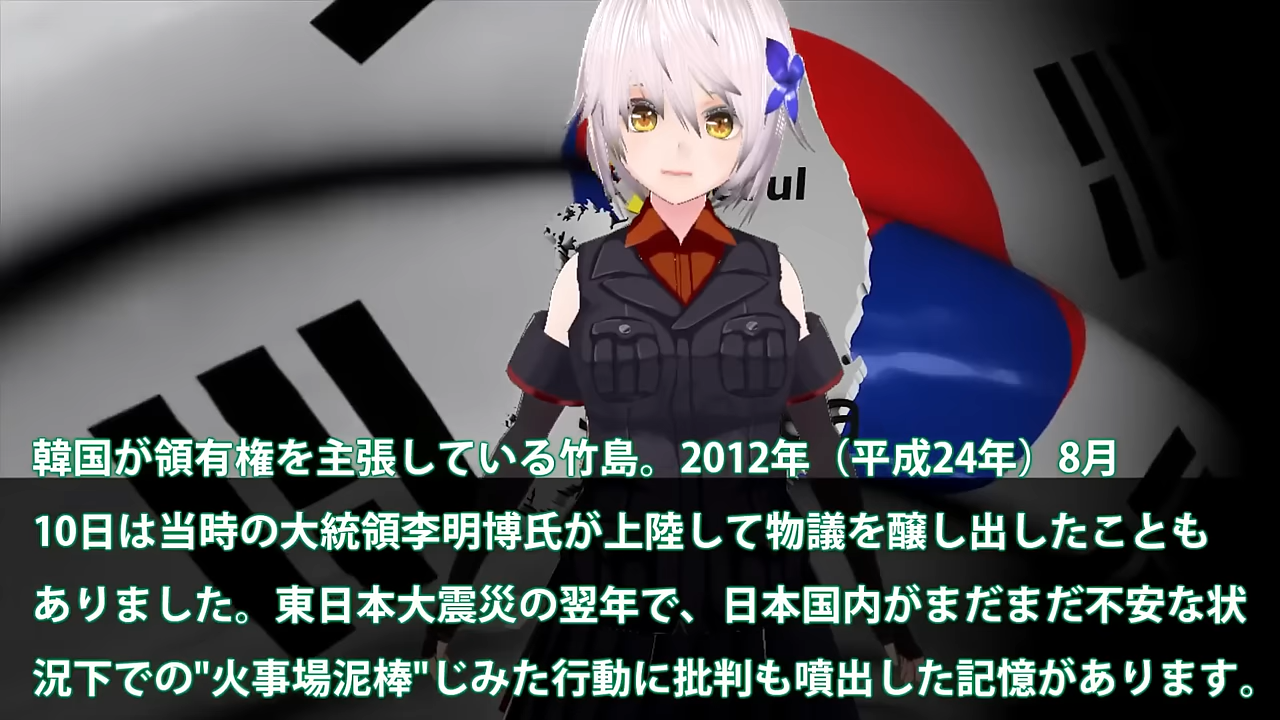 ul
韓国が領有権を主張している竹島。2012年（平成24年）8月
10日は当時の大統領李明博氏が上陸して物議を醸し出したことも
ありました。東日本大震災の翌年で、日本国内がまだまだ不安な状
況下での"火事場泥棒"じみた行動に批判も噴出した記憶があります。